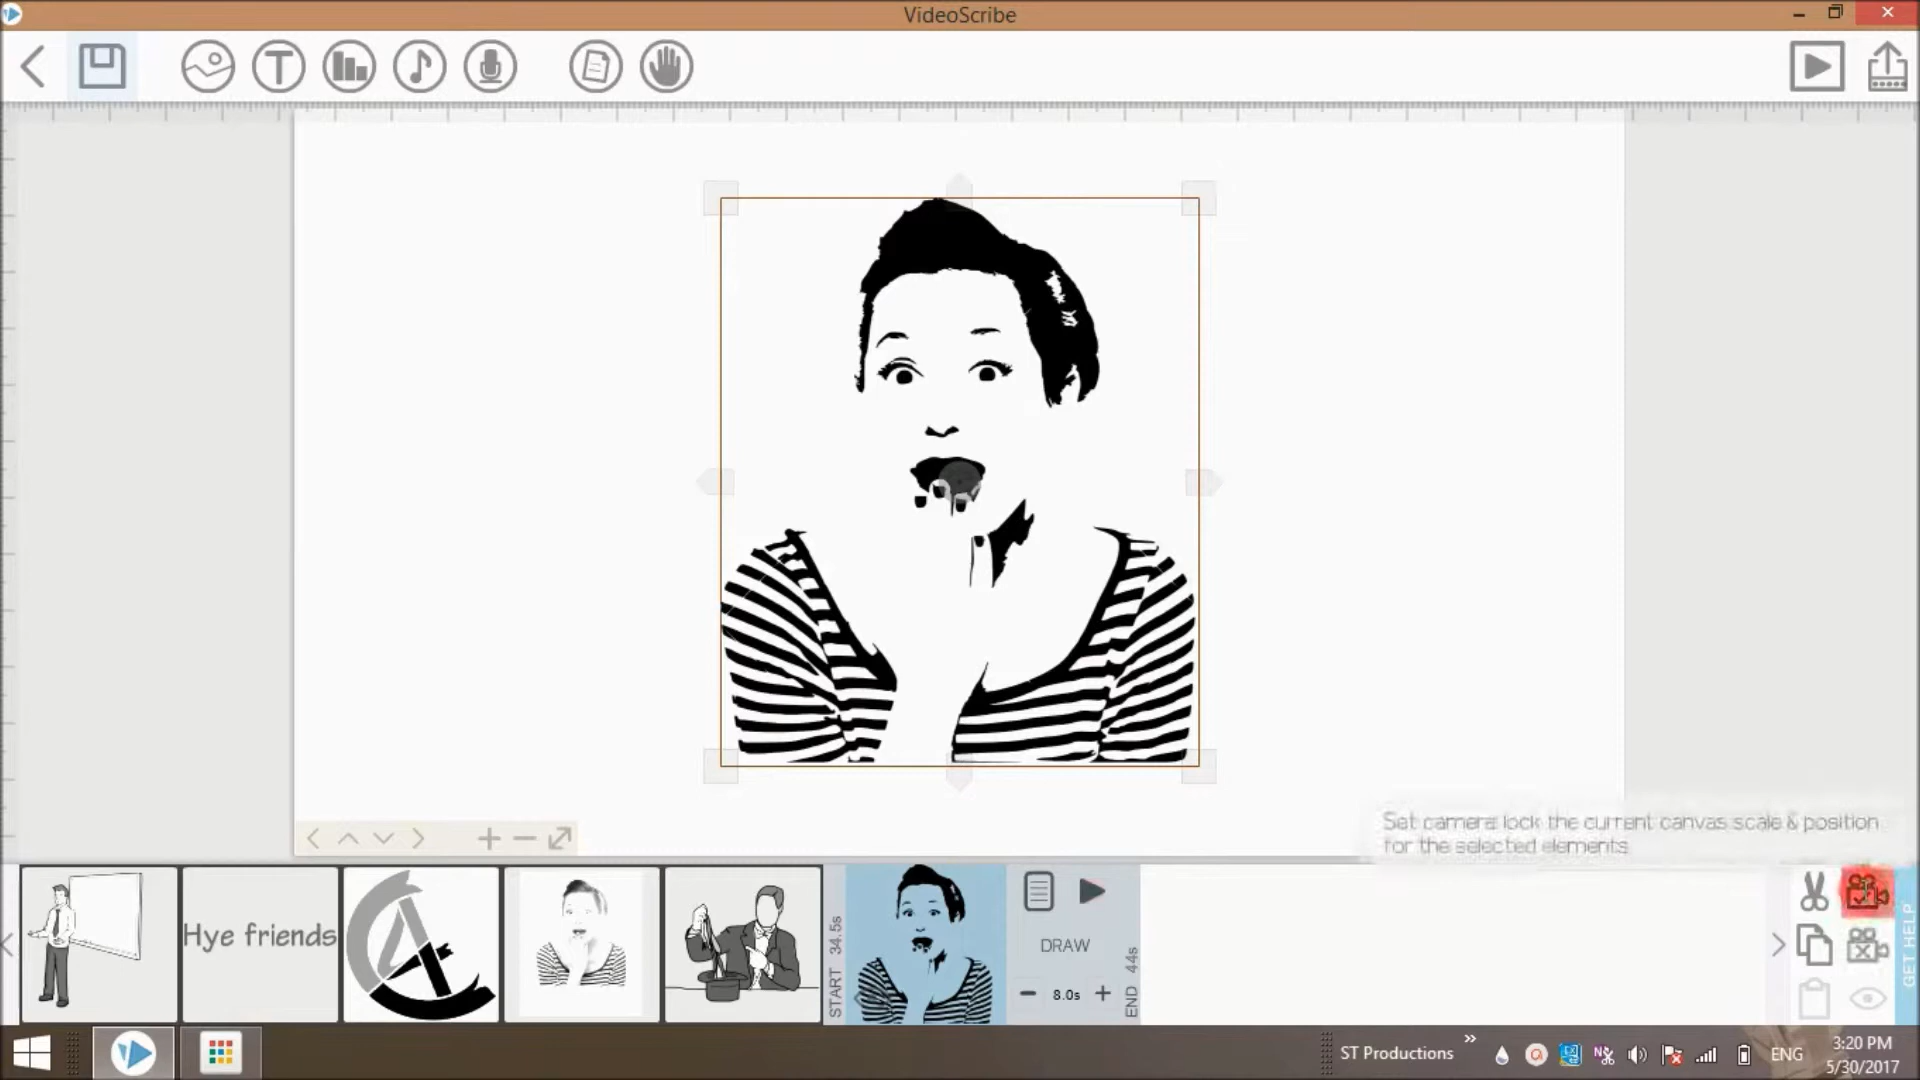 VideoScribe
T
Set camera: lock the current canvas scale & position
for the selected elements
Hye friends
START 34.5s
DRAW
8.0s
END 44s
GET HELP
ST Productions
ENG
3:20 PM
5/30/2017